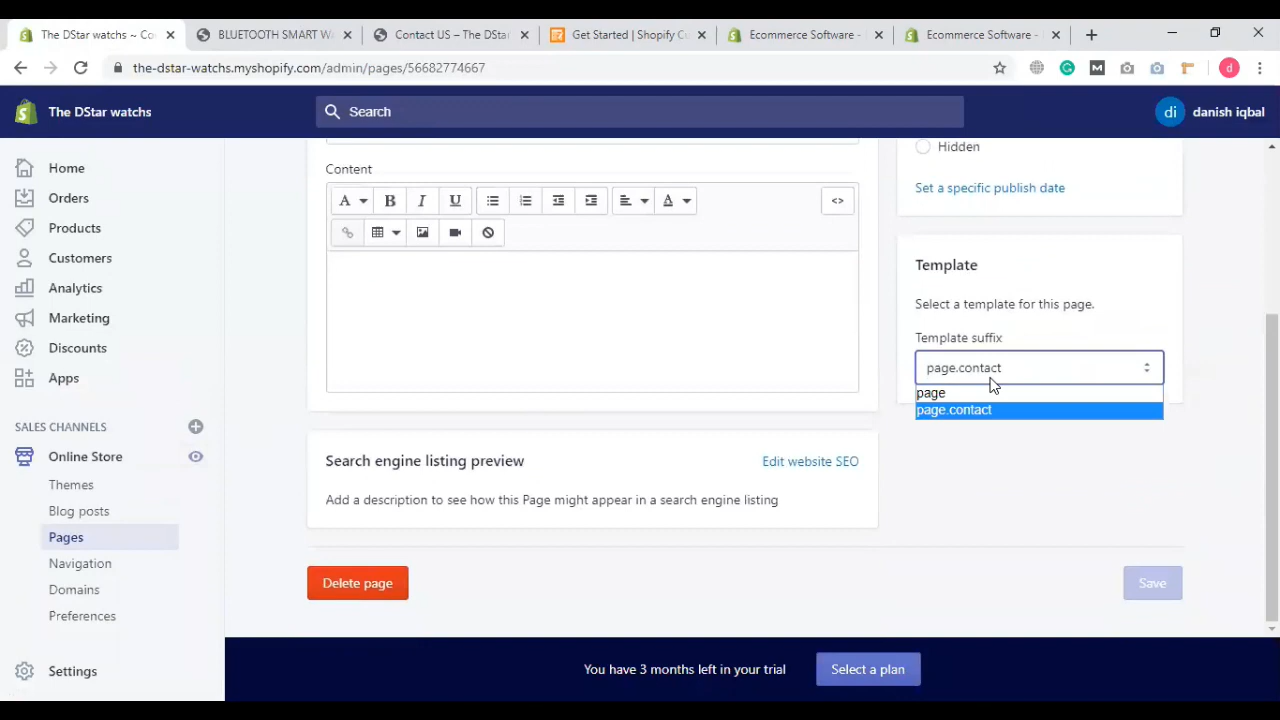 The DStar watchs ~ Co
BLUETOOTH SMART W
Contact US – The DSta
Get Started | Shopify Cu
Ecommerce Software -
Ecommerce Software -
the-dstar-watchs.myshopify.com/admin/pages/56682774667
d
The DStar watchs
Search
di
danish iqbal
Home
Orders
Products
Customers
Analytics
Marketing
Discounts
Apps
SALES CHANNELS
Online Store
Themes
Blog posts
Pages
Navigation
Domains
Preferences
Settings
Content
A
B
I
U
A
<>
Hidden
Set a specific publish date
Template
Select a template for this page.
Template suffix
page.contact
page
page.contact
Search engine listing preview
Edit website SEO
Add a description to see how this Page might appear in a search engine listing
Delete page
Save
You have 3 months left in your trial
Select a plan